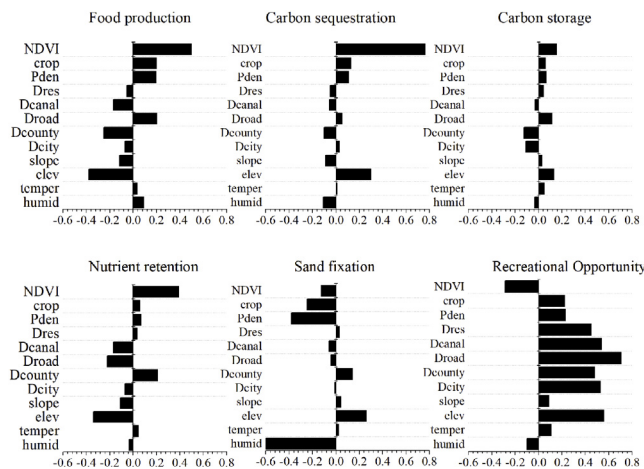 Food production
NDVI
crop
Pden
Dres
Dcanal
Droad
Dcounty
Dcity
slope
elev
temper
humid
-0.6 -0.4 -0.2 0.0 0.2 0.4 0.6 0.8
Carbon sequestration
NDVI
crop
Pden
Dres
Dcanal
Droad
Dcounty
Dcity
slope
elev
temper
humid
-0.6 -0.4 -0.2 0.0 0.2 0.4 0.6 0.8
Carbon storage
NDVI
crop
Pden
Dres
Dcanal
Droad
Dcounty
Dcity
slope
elev
temper
humid
-0.6 -0.4 -0.2 0.0 0.2 0.4 0.6 0.8
Nutrient retention
NDVI
crop
Pden
Dres
Dcanal
Droad
Dcounty
Dcity
slope
elev
temper
humid
-0.6 -0.4 -0.2 0.0 0.2 0.4 0.6 0.8
Sand fixation
NDVI
crop
Pden
Dres
Dcanal
Droad
Dcounty
Dcity
slope
elev
temper
humid
-0.6 -0.4 -0.2 0.0 0.2 0.4 0.6 0.8
Recreational Opportunity
NDVI
crop
Pden
Dres
Dcanal
Droad
Dcounty
Dcity
slope
elev
temper
humid
-0.6 -0.4 -0.2 0.0 0.2 0.4 0.6 0.8